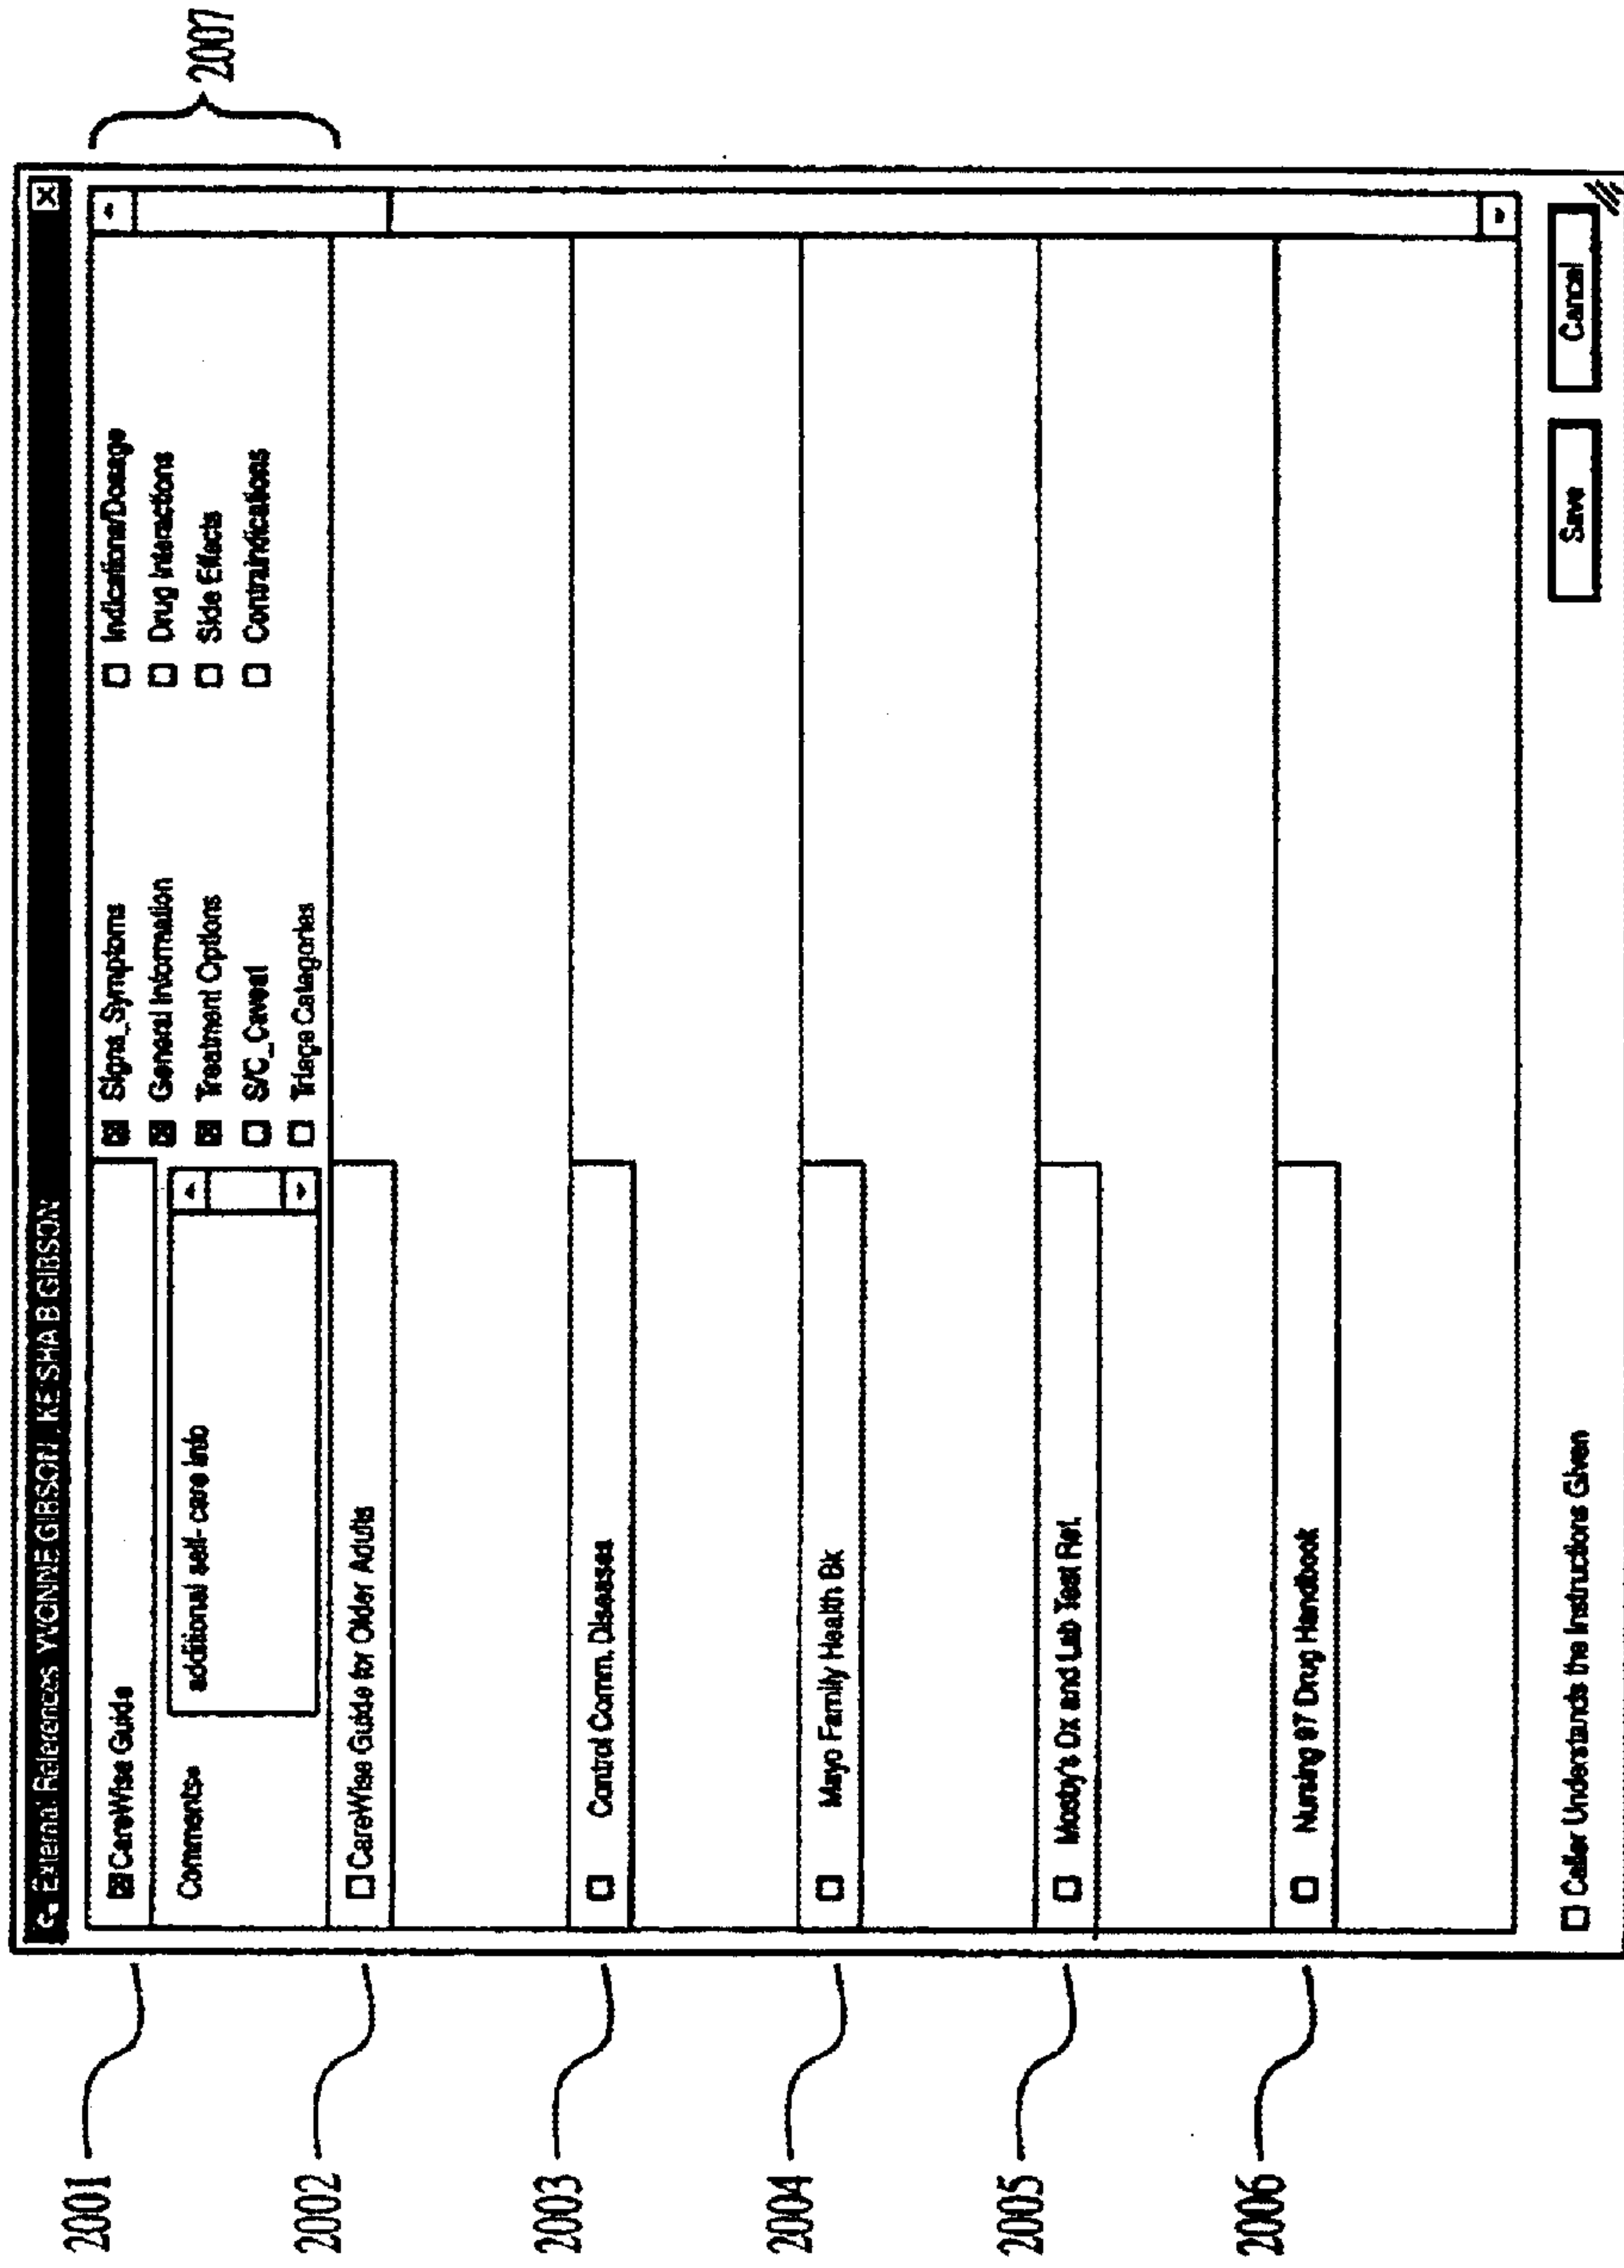 External References YVONNE GIBSON, KEISHA B GIBSON
X
2001
CareWise Guide
Comments
additional self-care info
Signs_Symptoms
General Information
Treatment Options
S/C_Caveat
Triage Catagories
Indications/Dosage
Drug Interactions
Side Effects
Contraindications
2007
2002
CareWise Guide for Older Adults
2003
Control Comm. Diseases
2004
Mayo Family Health Bk
2005
Mosby's Dx and Lab Test Ref.
2006
Nursing 97 Drug Handbook
Caller Understands the Instructions Given
Save
Cancel